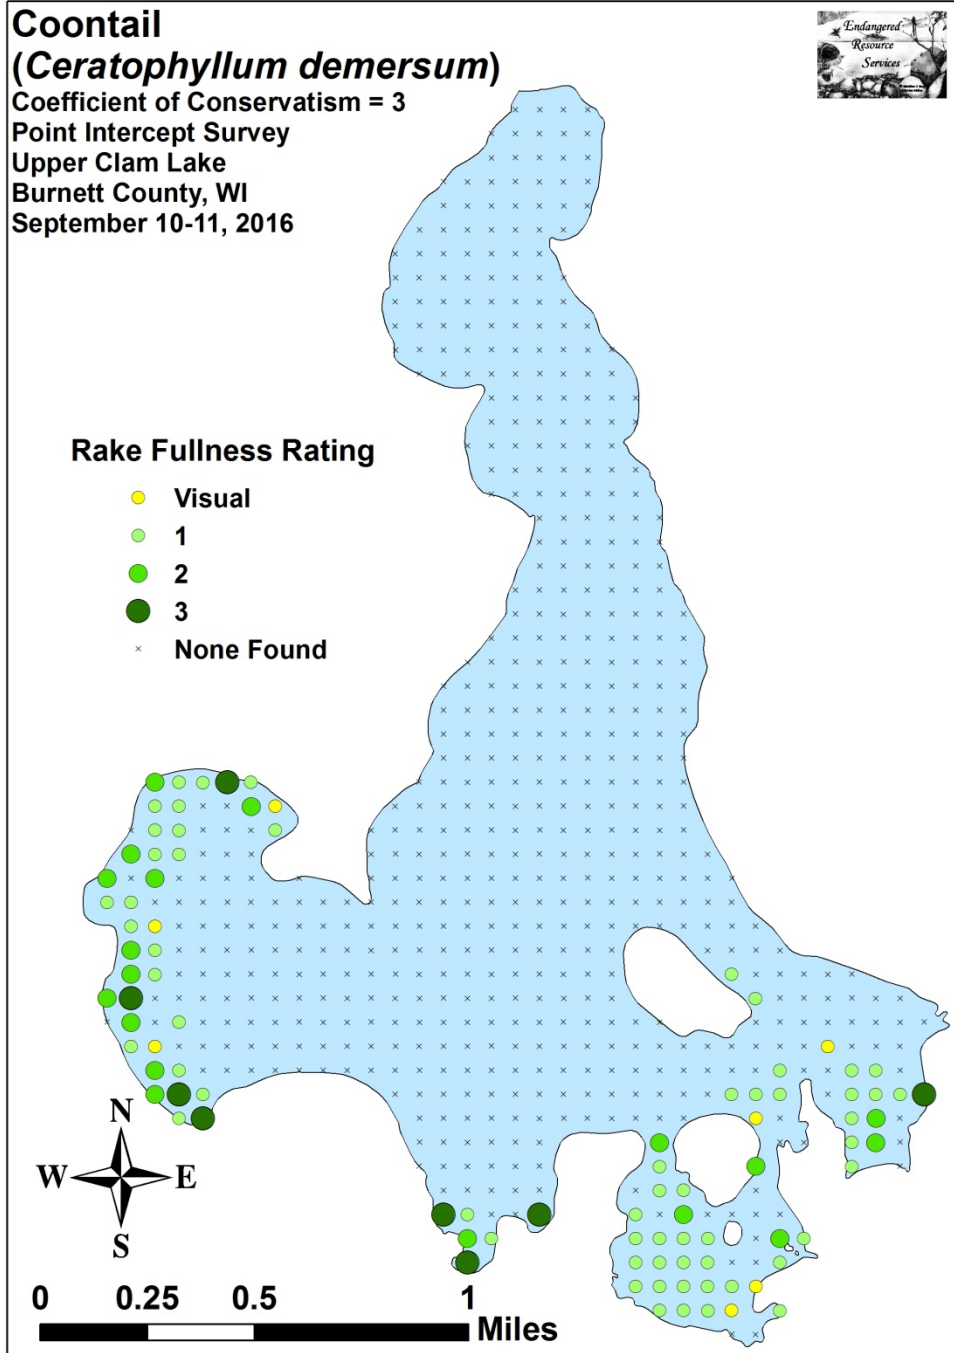 Coontail
(Ceratophyllum demersum)
Coefficient of Conservatism = 3
Point Intercept Survey
Upper Clam Lake
Burnett County, WI
September 10-11, 2016
Endangered
Resource
Services
Rake Fullness Rating
Visual
1
2
3
None Found
N
W E
S
0 0.25 0.5 1
Miles